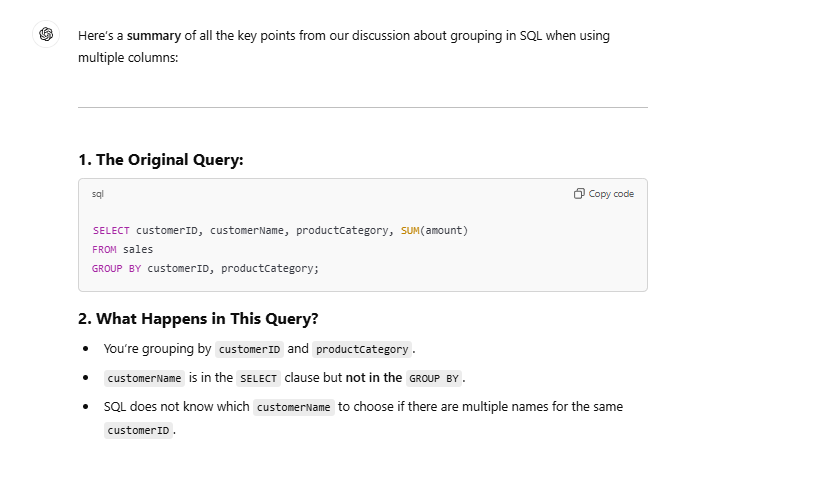 Here's a summary of all the key points from our discussion about grouping in SQL when using
multiple columns:
1. The Original Query:
sql
Copy code
SELECT customerID, customerName, productCategory, SUM(amount)
FROM sales
GROUP BY customerID, productCategory;
2. What Happens in This Query?
• You're grouping by customerID and productCategory.
• customerName is in the SELECT clause but not in the GROUP BY.
• SQL does not know which customerName to choose if there are multiple names for the same
customerID.